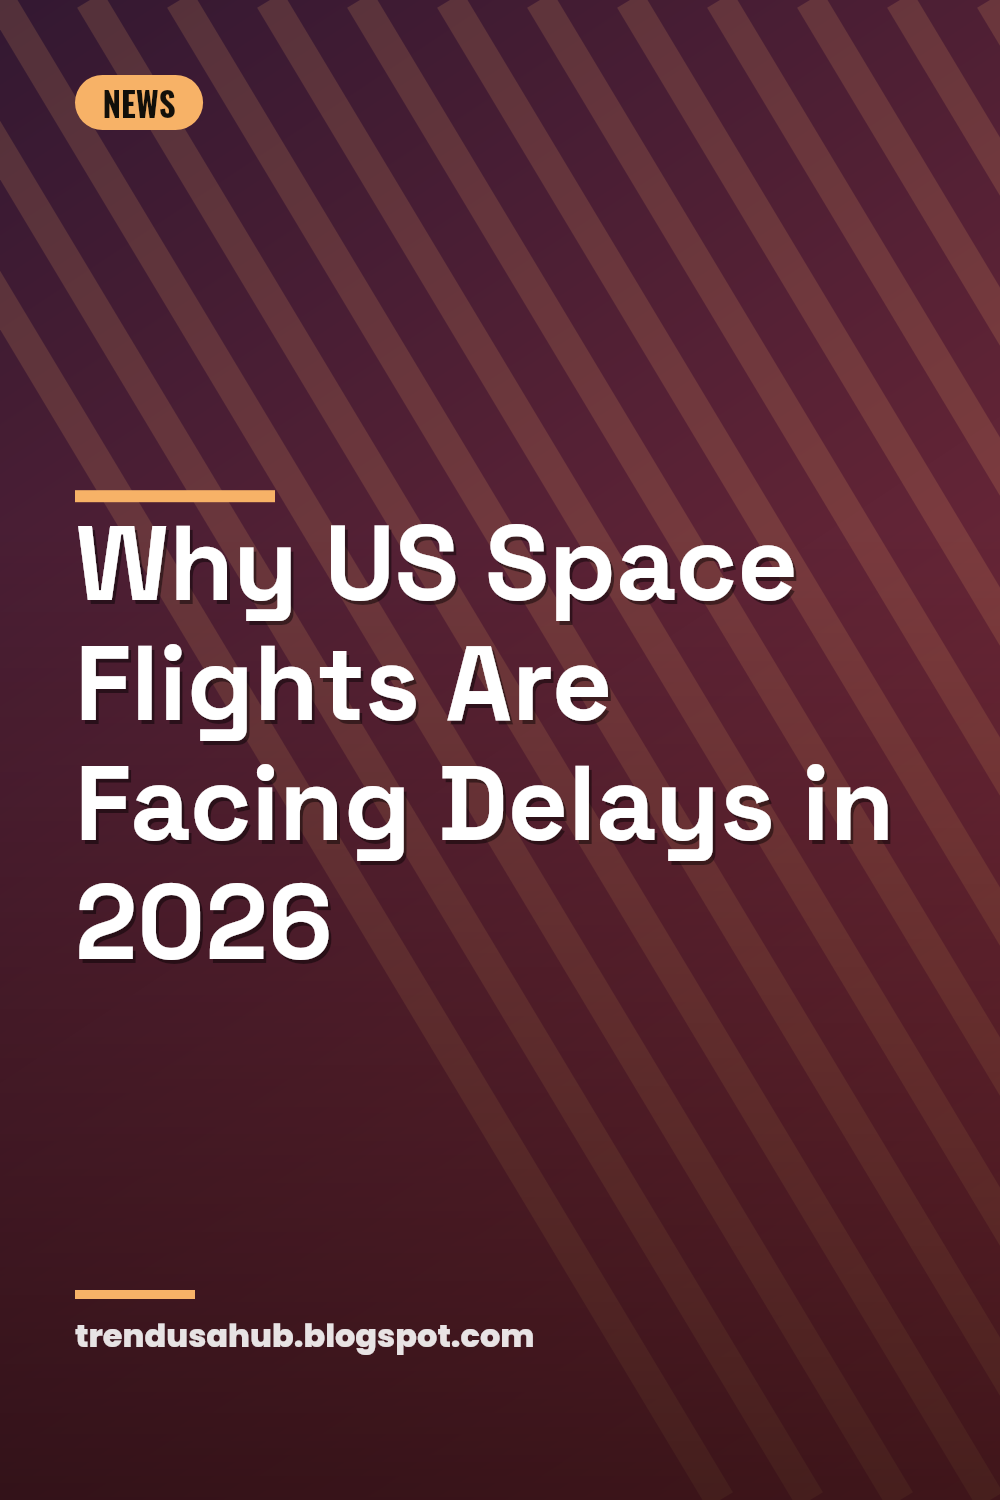 NEWS
Why US Space
Flights Are
Facing Delays in
2026
trendusahub.blogspot.com